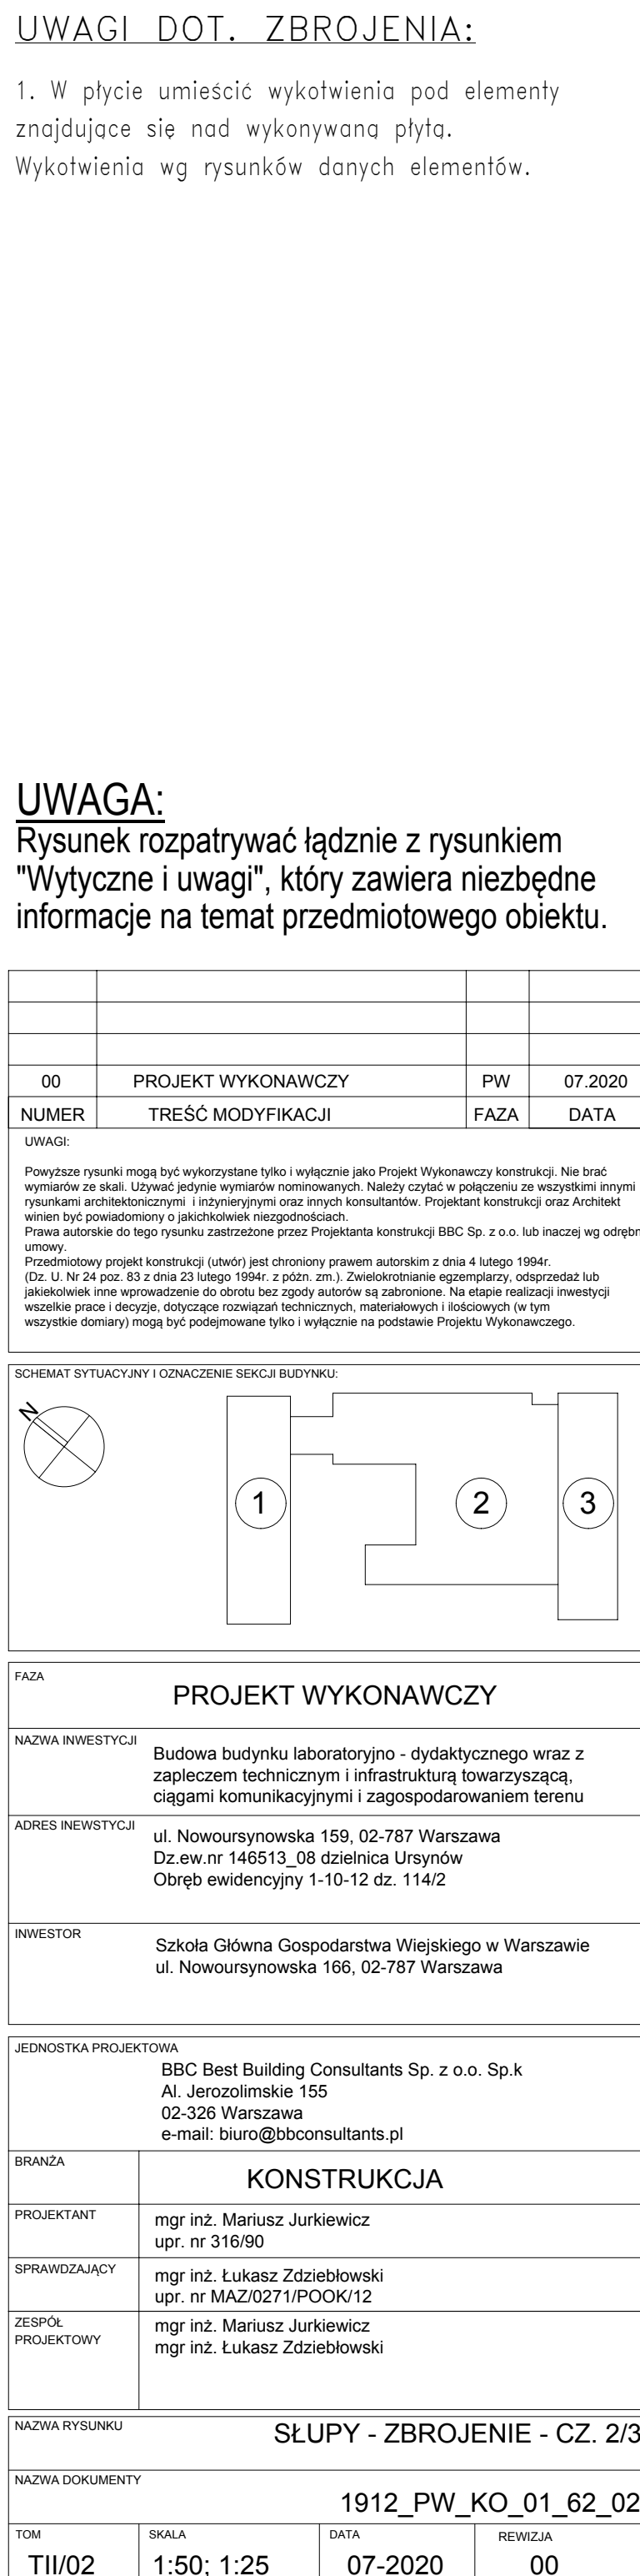 UWAGI DOT. ZBROJENIA:
1. W płycie umieścić wykotwienia pod elementy
znajdujące się nad wykonywaną płytą.
Wykotwienia wg rysunków danych elementów.
UWAGA:
Rysunek rozpatrywać łądznie z rysunkiem
"Wytyczne i uwagi", który zawiera niezbędne
informacje na temat przedmiotowego obiektu.
00 PROJEKT WYKONAWCZY PW 07.2020
NUMER TREŚĆ MODYFIKACJI FAZA DATA
UWAGI:
Powyższe rysunki mogą być wykorzystane tylko i wyłącznie jako Projekt Wykonawczy konstrukcji. Nie brać
wymiarów ze skali. Używać jedynie wymiarów nominowanych. Należy czytać w połączeniu ze wszystkimi innymi
rysunkami architektonicznymi i inżynieryjnymi oraz innych konsultantów. Projektant konstrukcji oraz Architekt
winien być powiadomiony o jakichkolwiek niezgodnościach.
Prawa autorskie do tego rysunku zastrzeżone przez Projektanta konstrukcji BBC Sp. z o.o. lub inaczej wg odrębn
umowy.
Przedmiotowy projekt konstrukcji (utwór) jest chroniony prawem autorskim z dnia 4 lutego 1994r.
(Dz. U. Nr 24 poz. 83 z dnia 23 lutego 1994r. z późn. zm.). Zwielokrotnianie egzemplarzy, odsprzedaż lub
jakiekolwiek inne wprowadzenie do obrotu bez zgody autorów są zabronione. Na etapie realizacji inwestycji
wszelkie prace i decyzje, dotyczące rozwiązań technicznych, materiałowych i ilościowych (w tym
wszystkie domiary) mogą być podejmowane tylko i wyłącznie na podstawie Projektu Wykonawczego.
SCHEMAT SYTUACYJNY I OZNACZENIE SEKCJI BUDYNKU:
N
1 2 3
FAZA
PROJEKT WYKONAWCZY
NAZWA INWESTYCJI
Budowa budynku laboratoryjno - dydaktycznego wraz z
zapleczem technicznym i infrastrukturą towarzyszącą,
ciągami komunikacyjnymi i zagospodarowaniem terenu
ADRES INEWSTYCJI
ul. Nowoursynowska 159, 02-787 Warszawa
Dz.ew.nr 146513_08 dzielnica Ursynów
Obręb ewidencyjny 1-10-12 dz. 114/2
INWESTOR
Szkoła Główna Gospodarstwa Wiejskiego w Warszawie
ul. Nowoursynowska 166, 02-787 Warszawa
JEDNOSTKA PROJEKTOWA
BBC Best Building Consultants Sp. z o.o. Sp.k
Al. Jerozolimskie 155
02-326 Warszawa
e-mail: biuro@bbconsultants.pl
BRANŻA
KONSTRUKCJA
PROJEKTANT
mgr inż. Mariusz Jurkiewicz
upr. nr 316/90
SPRAWDZAJĄCY
mgr inż. Łukasz Zdziebłowski
upr. nr MAZ/0271/POOK/12
ZESPÓŁ
PROJEKTOWY
mgr inż. Mariusz Jurkiewicz
mgr inż. Łukasz Zdziebłowski
NAZWA RYSUNKU
SŁUPY - ZBROJENIE - CZ. 2/3
NAZWA DOKUMENTY
1912_PW_KO_01_62_02
TOM SKALA DATA REWIZJA
TII/02 1:50; 1:25 07-2020 00